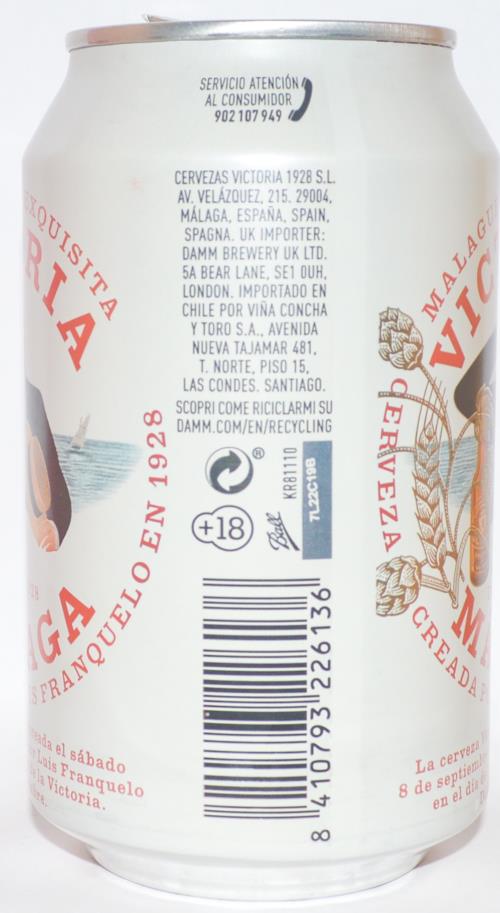 SERVICIO ATENCIÓN
AL CONSUMIDOR
902 107 949
CERVEZAS VICTORIA 1928 S.L.
AV. VELÁZQUEZ, 215. 29004,
MÁLAGA, ESPAÑA, SPAIN,
SPAGNA. UK IMPORTER:
DAMM BREWERY UK LTD.
5A BEAR LANE, SE1 0UH,
LONDON. IMPORTADO EN
CHILE POR VIÑA CONCHA
Y TORO S.A., AVENIDA
NUEVA TAJAMAR 481,
T. NORTE, PISO 15,
LAS CONDES. SANTIAGO.
SCOPRI COME RICICLARMI SU
DAMM.COM/EN/RECYCLING
+18
Ball
KR81110
7L22C19B
8 410793 226136
EXQUISITA
RIA
AGA
FRANQUELO EN 1928
el sábado
Luis Franquelo
la Victoria.
MALAGU
VIC
CERVEZA
MÁ
CREADA P
La cerveza
8 de septiembre
en el día